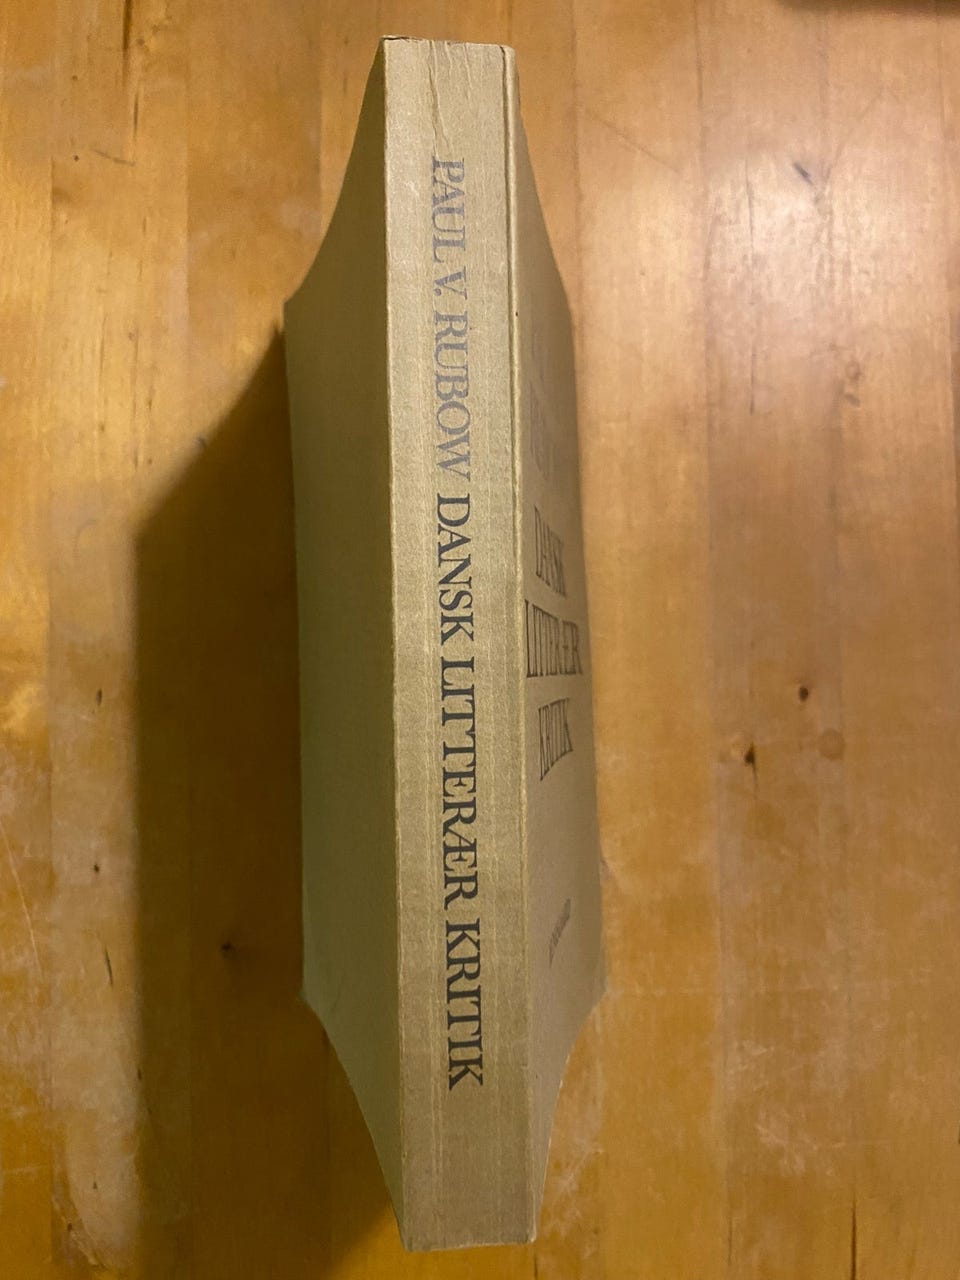 PAUL V. RUBOW DANSK LITTERÆR KRITIK
DANSK
LITTERÆR
KRITIK